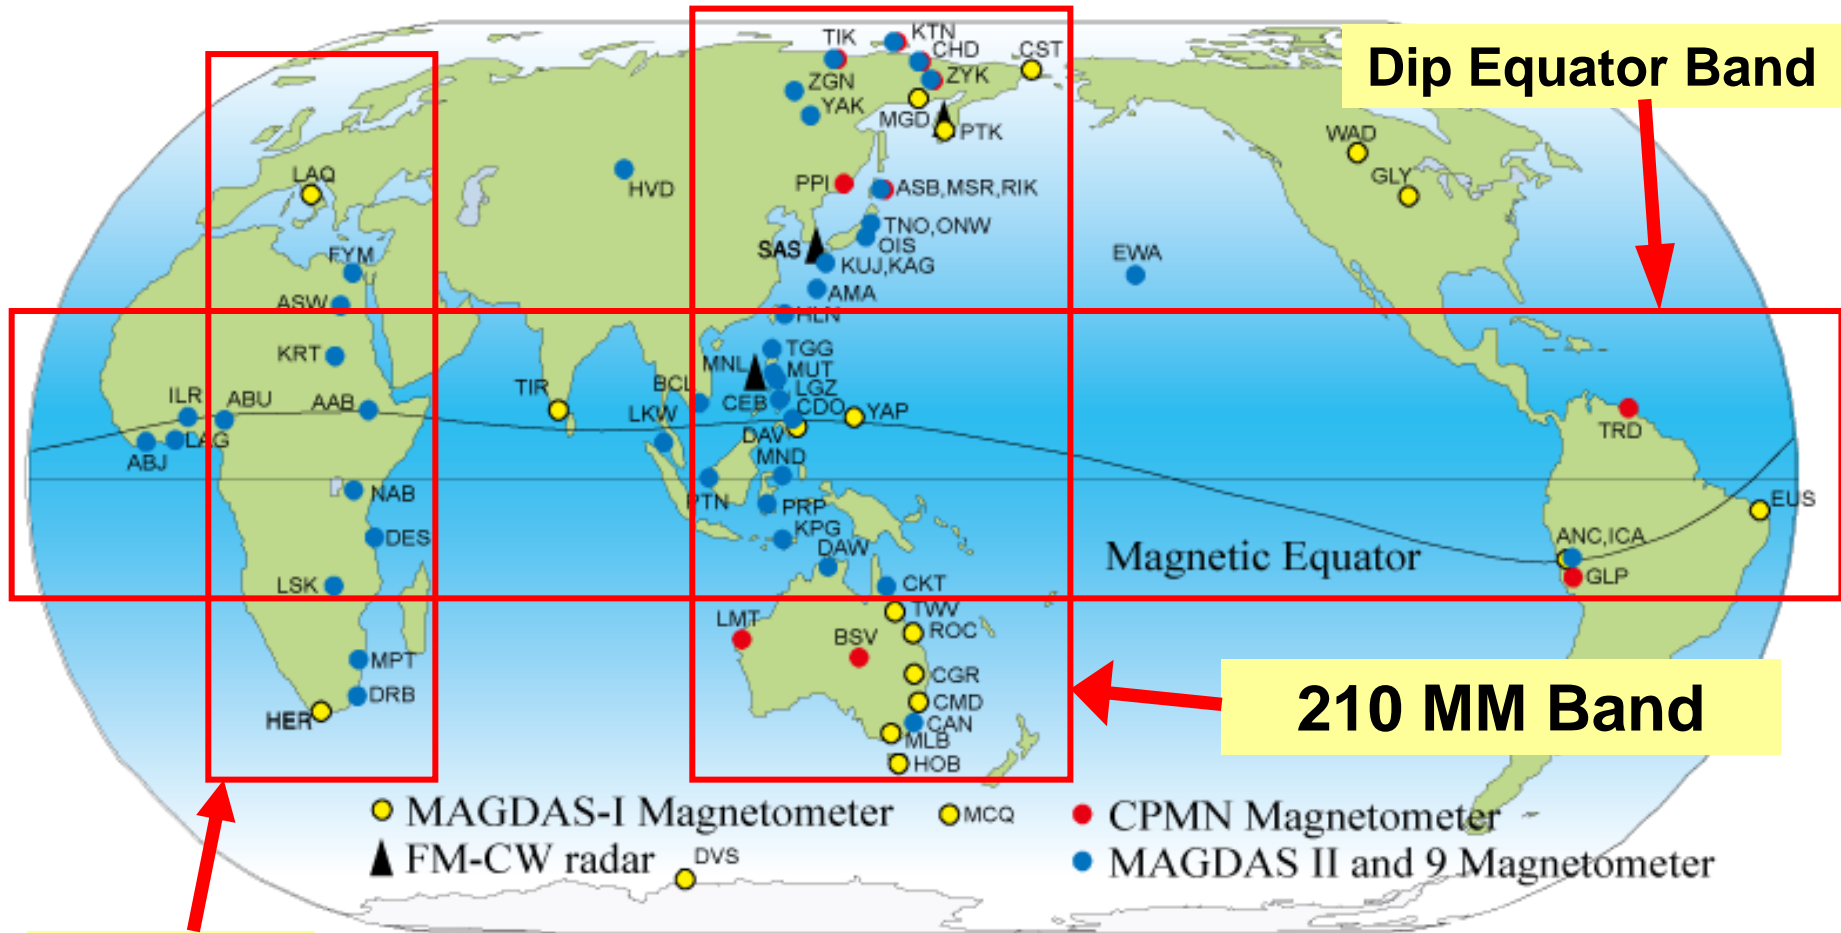 KTN
TIK
CHD
CST
Dip Equator Band
ZGN
ZYK
YAK
MGD
PTK
WAD
LAQ
HVD
PPI
ASB,MSR,RIK
GLY
TNO,ONW
FYM
SAS
OIS
EWA
KUJ,KAG
ASW
AMA
HLN
KRT
TGG
MNL
MUT
TIR
BCL
LGZ
ILR
ABU
AAB
CEB
CDO
YAP
LKW
LAG
DAV
TRD
ABJ
MND
NAB
PTN
PRP
EUS
DES
KPG
ANC,ICA
DAW
Magnetic Equator
LSK
CKT
GLP
TWV
LMT
ROC
BSV
MPT
CGR
DRB
CMD
210 MM Band
HER
CAN
MLB
HOB
MAGDAS-I Magnetometer
MCQ
CPMN Magnetometer
FM-CW radar
DVS
MAGDAS II and 9 Magnetometer